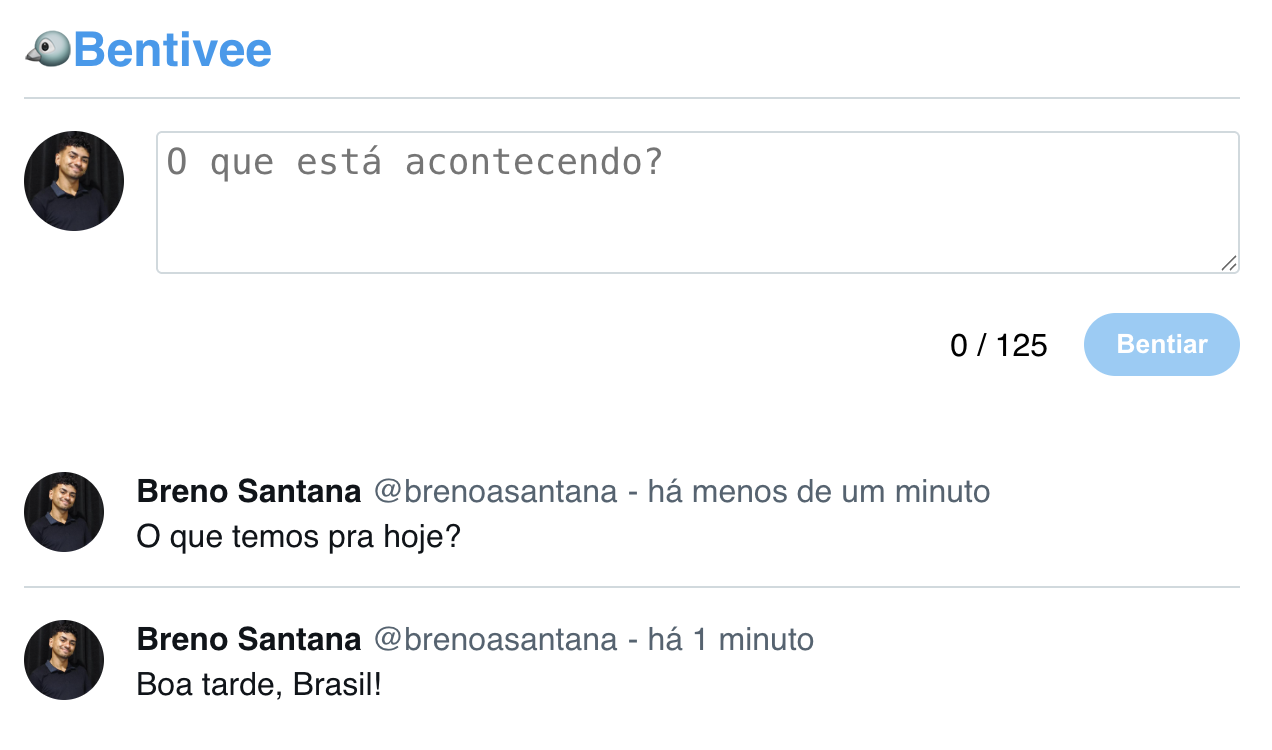 Bentivee
O que está acontecendo?
0 / 125
Bentiar
Breno Santana @brenoasantana - há menos de um minuto
O que temos pra hoje?
Breno Santana @brenoasantana - há 1 minuto
Boa tarde, Brasil!